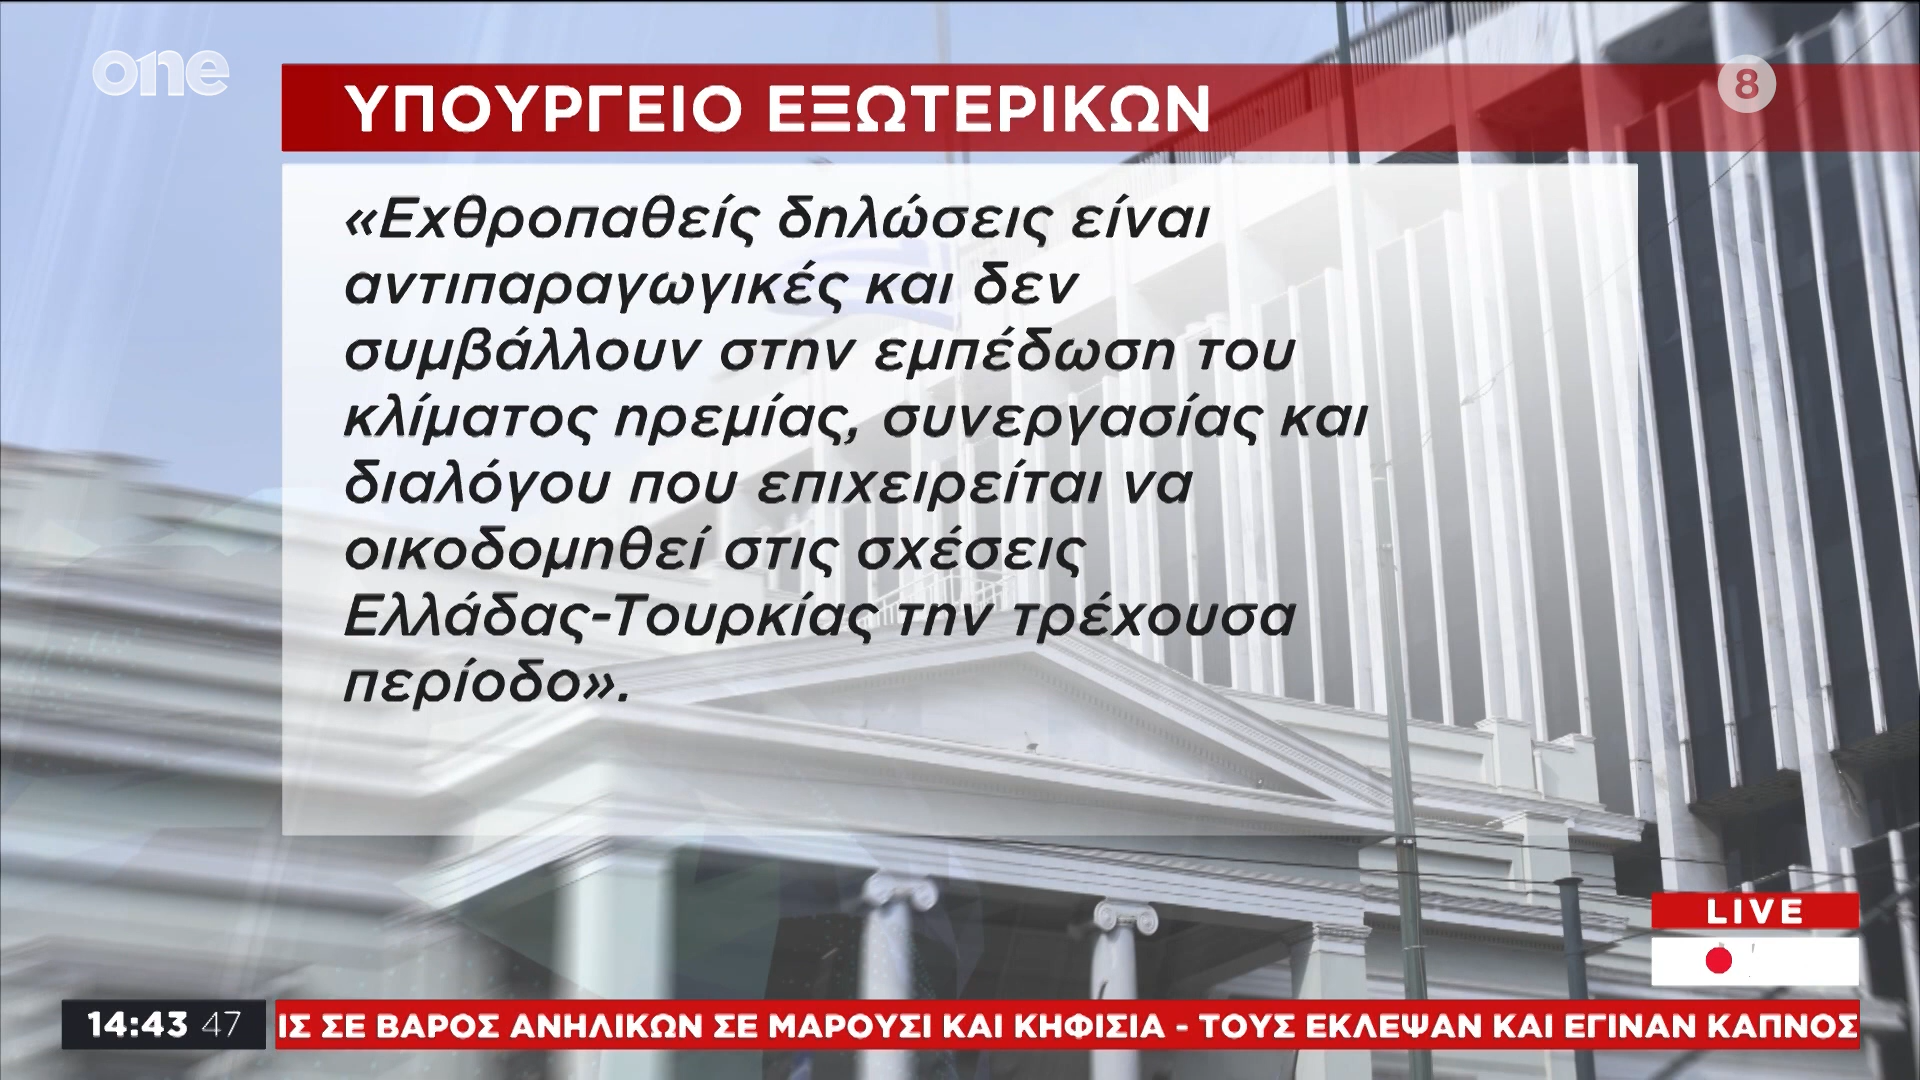 one
ΥΠΟΥΡΓΕΙΟ ΕΞΩΤΕΡΙΚΩΝ
8
«Εχθροπαθείς δηλώσεις είναι
αντιπαραγωγικές και δεν
συμβάλλουν στην εμπέδωση του
κλίματος ηρεμίας, συνεργασίας και
διαλόγου που επιχειρείται να
οικοδομηθεί στις σχέσεις
Ελλάδας-Τουρκίας την τρέχουσα
περίοδο».
LIVE
14:43 47
ΙΣ ΣΕ ΒΑΡΟΣ ΑΝΗΛΙΚΩΝ ΣΕ ΜΑΡΟΥΣΙ ΚΑΙ ΚΗΦΙΣΙΑ - ΤΟΥΣ ΕΚΛΕΨΑΝ ΚΑΙ ΕΓΙΝΑΝ ΚΑΠΝΟΣ